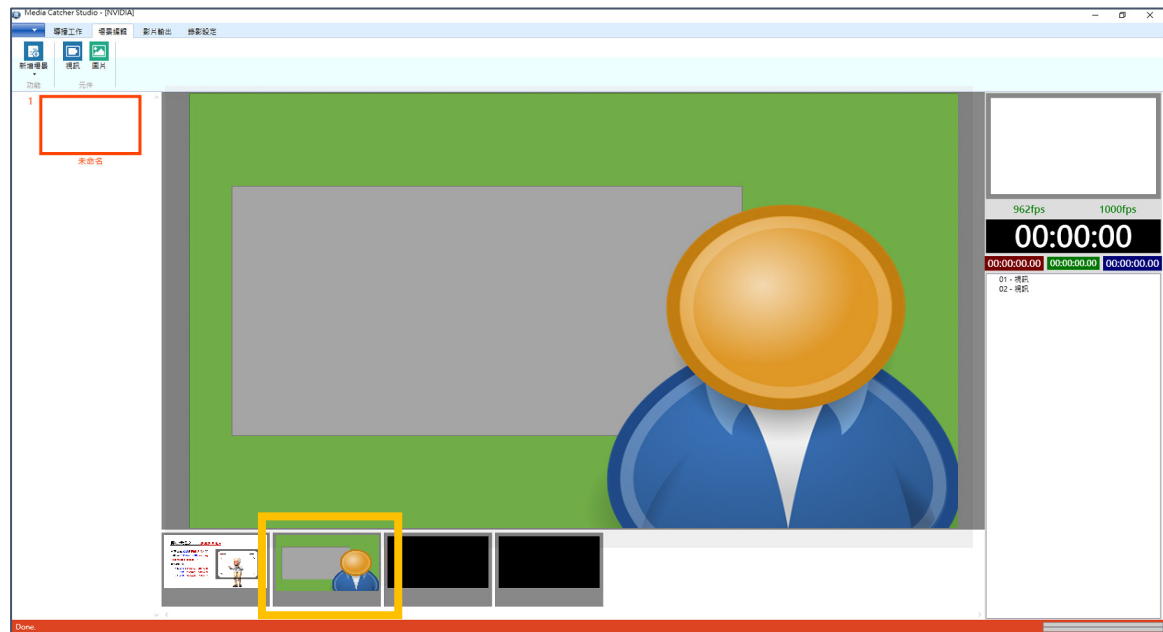 Media Catcher Studio - [NVIDIA]
導播工作 場景編輯 影片輸出 錄影設定
新增場景 視訊 圖片
功能 元件
1
未命名
962fps 1000fps
00:00:00
00:00:00.00 00:00:00.00 00:00:00.00
01 - 視訊
02 - 視訊
Done.